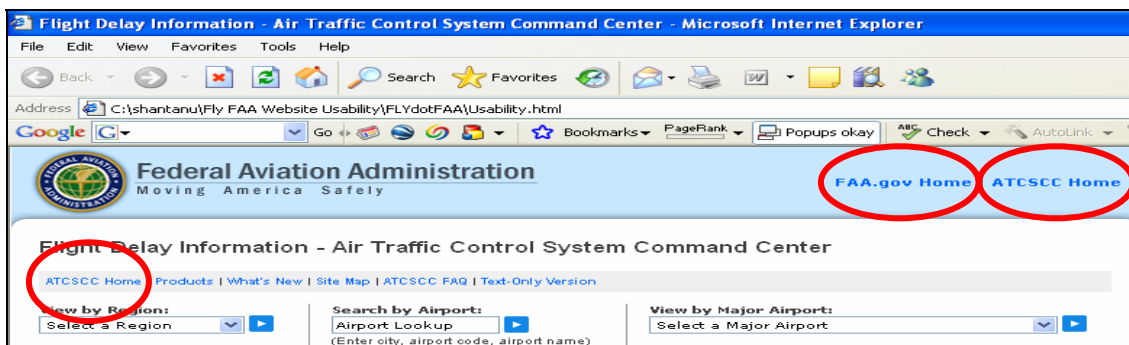 Flight Delay Information - Air Traffic Control System Command Center - Microsoft Internet Explorer
File Edit View Favorites Tools Help
Back Search Favorites
Address C:\shantanu\Fly FAA Website Usability\FLYdotFAA\Usability.html
Google G Go Bookmarks PageRank Popups okay ABC Check AutoLink
FEDERAL AVIATION ADMINISTRATION
Federal Aviation Administration
Moving America Safely
FAA.gov Home ATCSCC Home
Flight Delay Information - Air Traffic Control System Command Center
ATCSCC Home | Products | What's New | Site Map | ATCSCC FAQ | Text-Only Version
View by Region: Search by Airport: View by Major Airport:
Select a Region Airport Lookup Select a Major Airport
(Enter city, airport code, airport name)